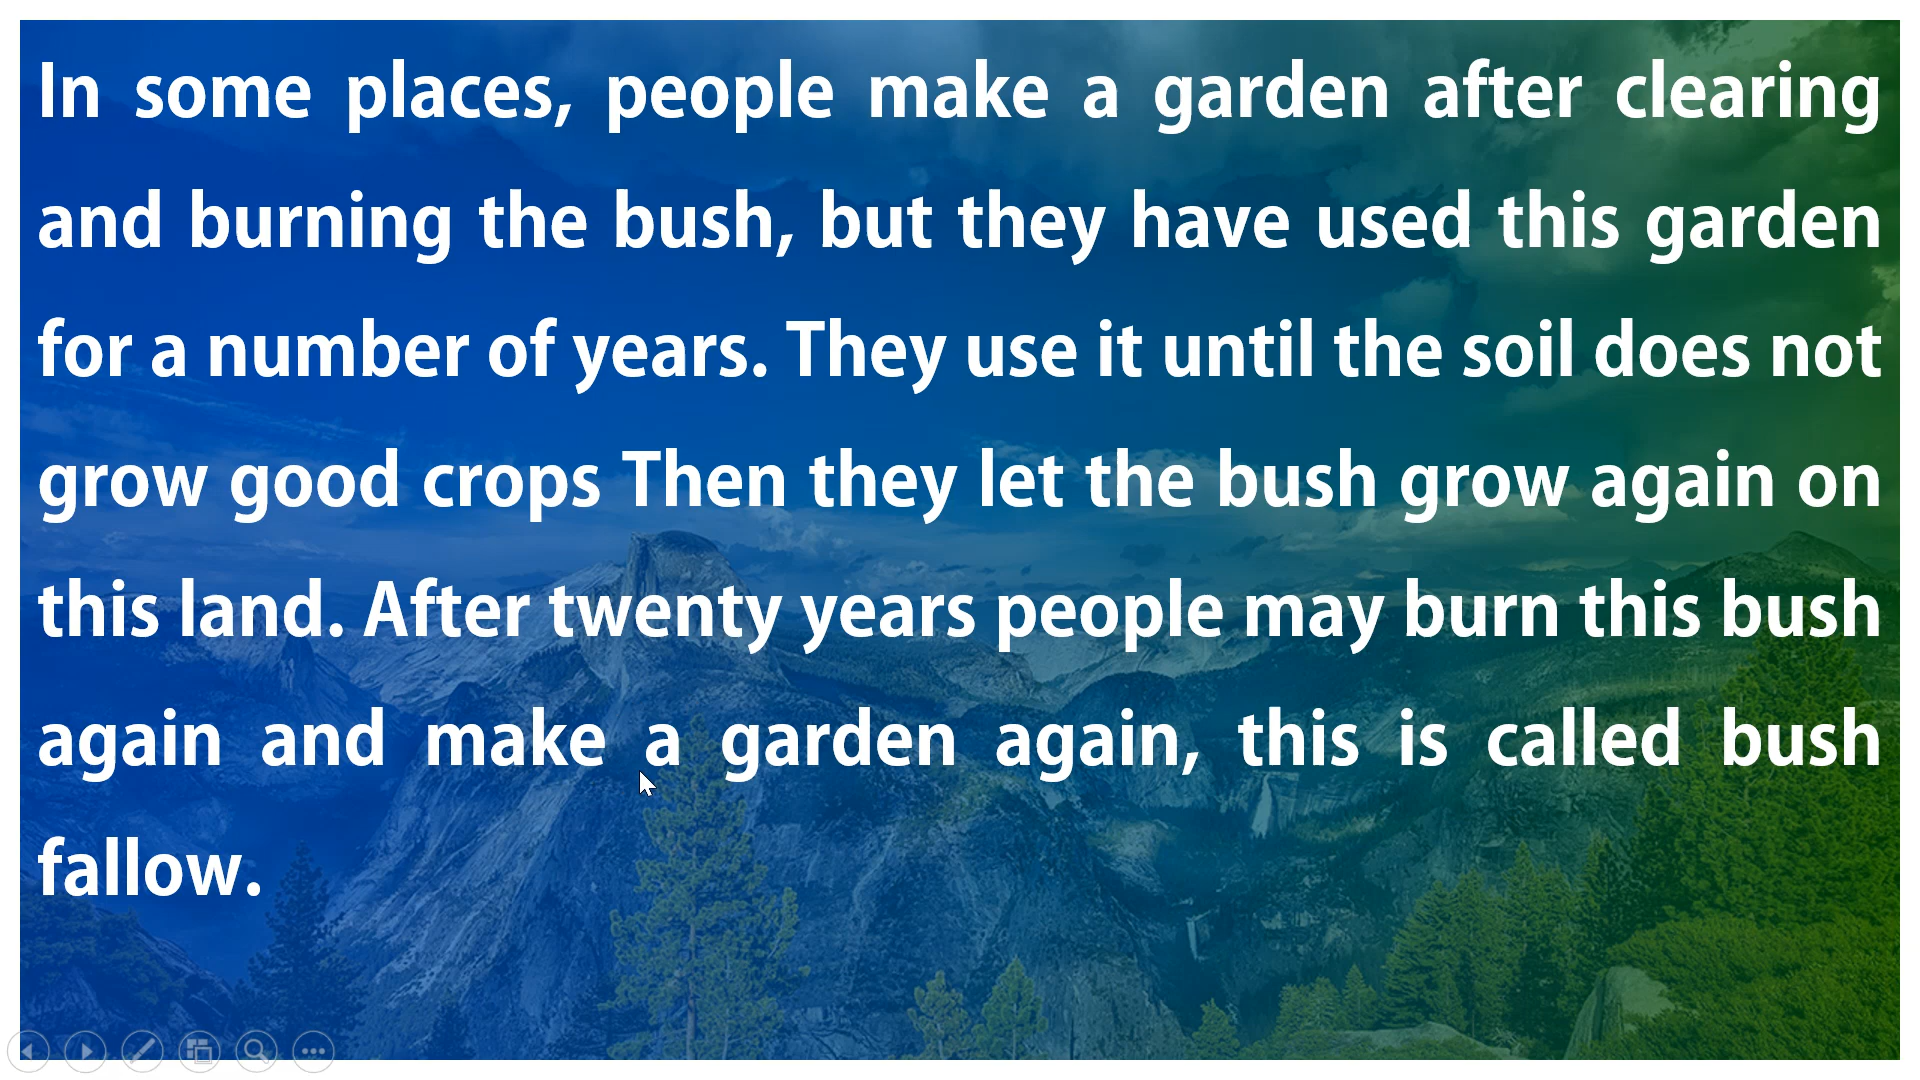 In some places, people make a garden after clearing
and burning the bush, but they have used this garden
for a number of years. They use it until the soil does not
grow good crops Then they let the bush grow again on
this land. After twenty years people may burn this bush
again and make a garden again, this is called bush
fallow.